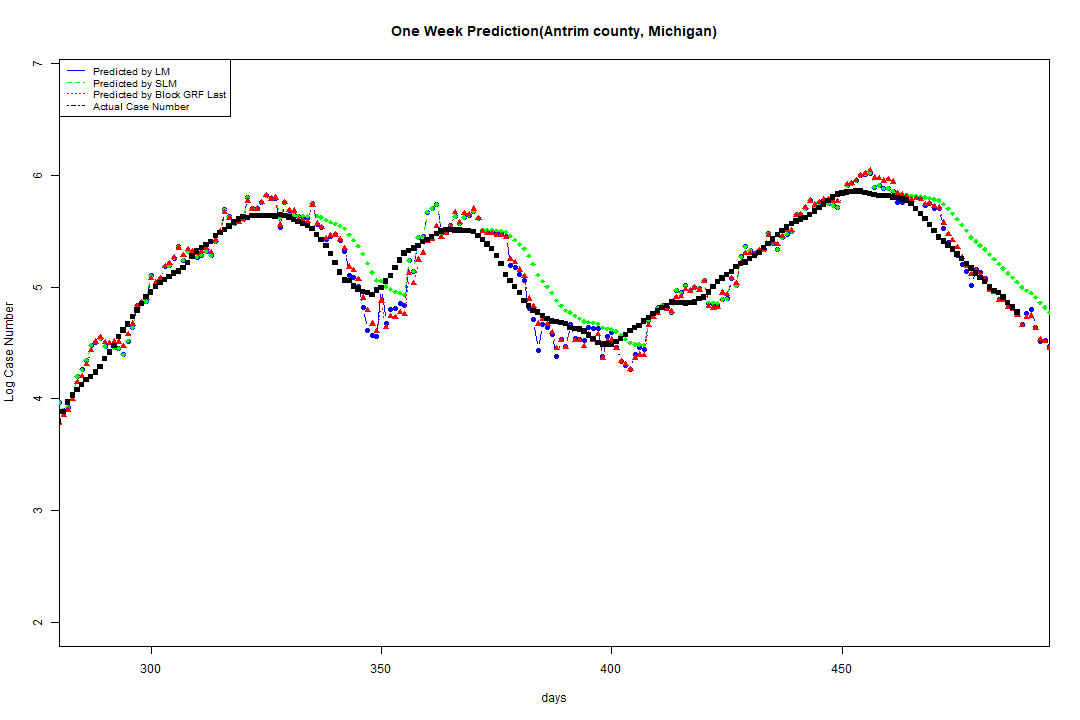 One Week Prediction(Antrim county, Michigan)
Predicted by LM
Predicted by SLM
Predicted by Block GRF Last
Actual Case Number
7
6
5
4
3
2
Log Case Number
300 350 400 450
days